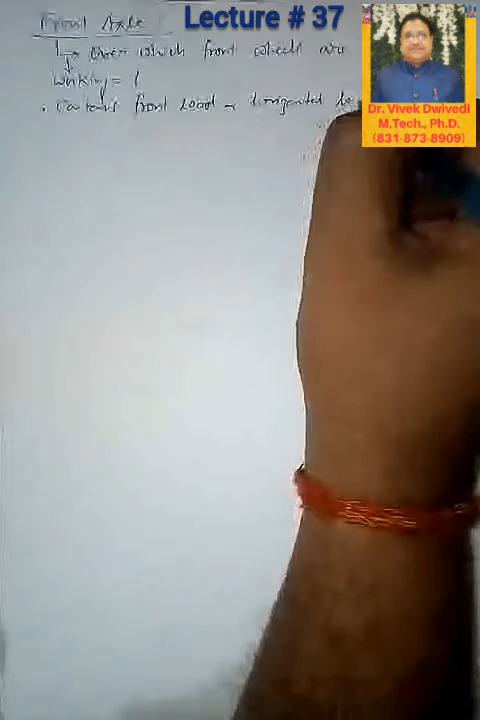 Lecture # 37
Front Axle
over which front wheels are
working =
front load
Dr. Vivek Dwivedi
M.Tech., Ph.D.
(831-873-8909)